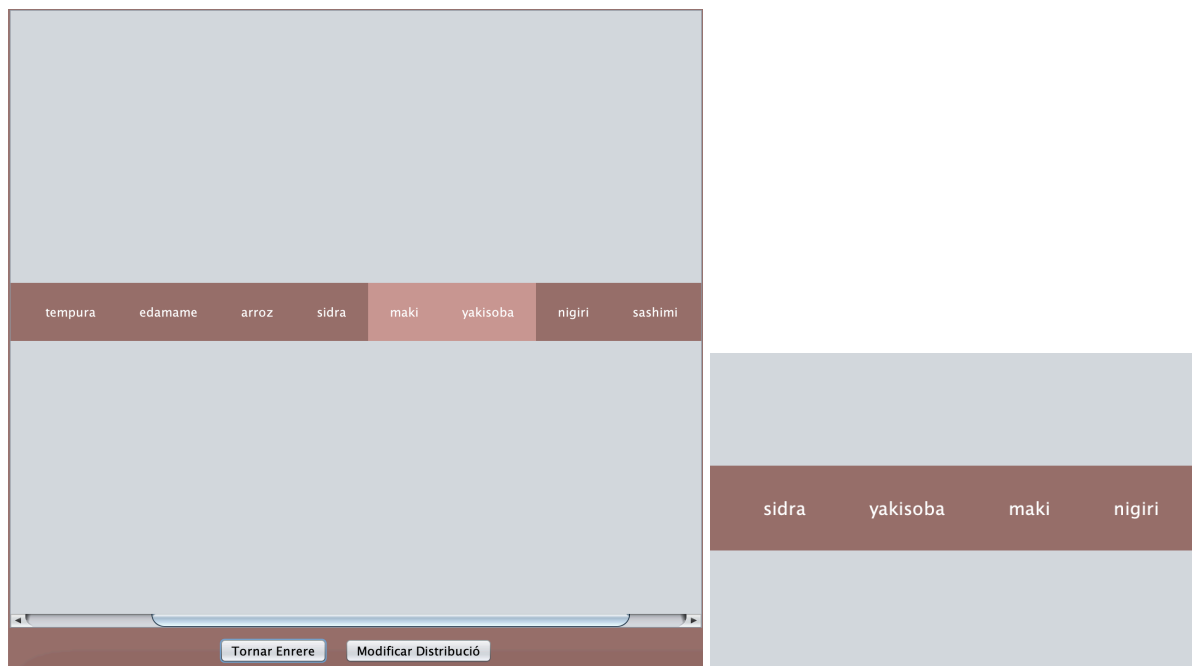 tempura edamame arroz sidra maki yakisoba nigiri sashimi
Tornar Enrere Modificar Distribució
sidra yakisoba maki nigiri